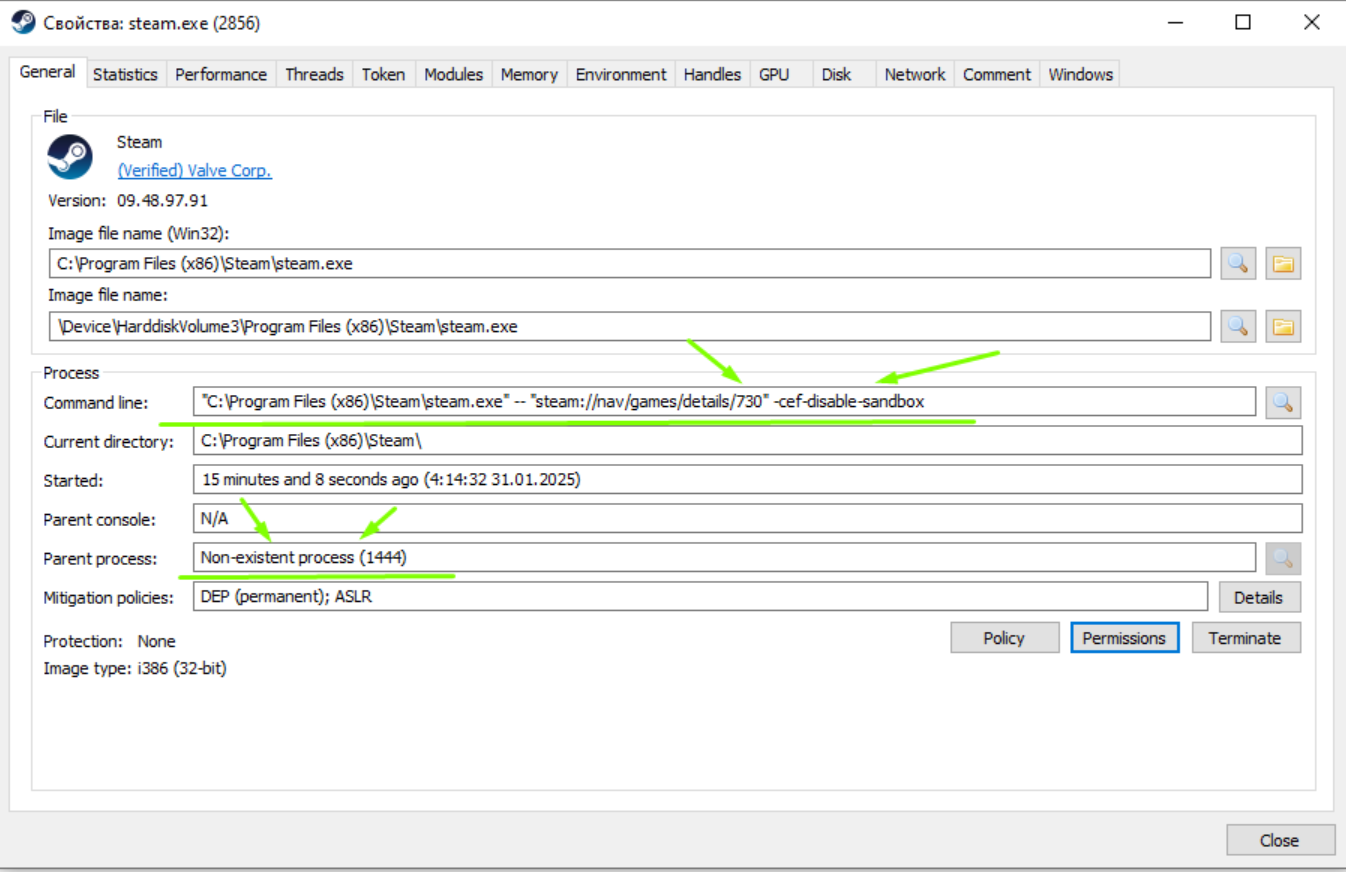 Свойства: steam.exe (2856)
General Statistics Performance Threads Token Modules Memory Environment Handles GPU Disk Network Comment Windows
File
Steam
(Verified) Valve Corp.
Version: 09.48.97.91
Image file name (Win32):
C:\Program Files (x86)\Steam\steam.exe
Image file name:
\Device\HarddiskVolume3\Program Files (x86)\Steam\steam.exe
Process
Command line: "C:\Program Files (x86)\Steam\steam.exe" -- "steam://nav/games/details/730" -cef-disable-sandbox
Current directory: C:\Program Files (x86)\Steam\
Started: 15 minutes and 8 seconds ago (4:14:32 31.01.2025)
Parent console: N/A
Parent process: Non-existent process (1444)
Mitigation policies: DEP (permanent); ASLR Details
Protection: None Policy Permissions Terminate
Image type: i386 (32-bit)
Close